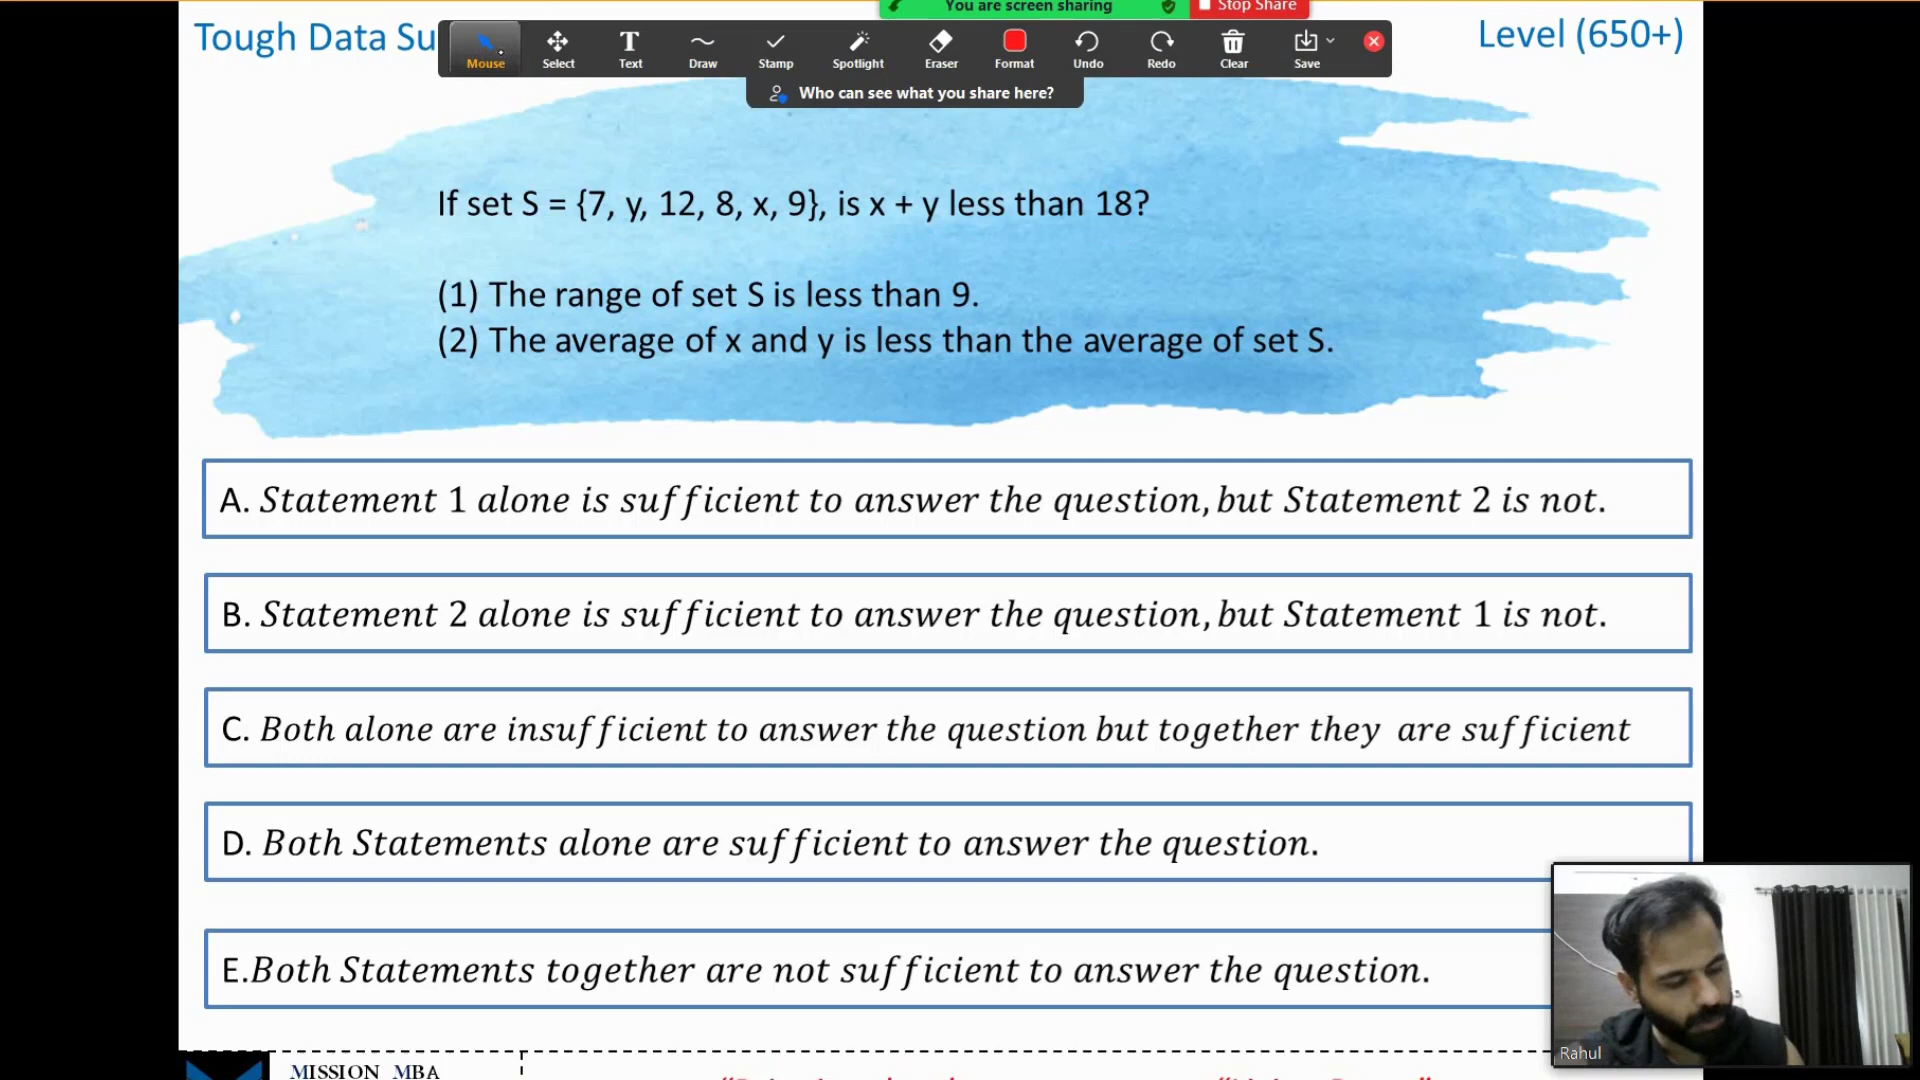 You are screen sharing
Stop Share
Tough Data Su
Level (650+)
Mouse
Select
Text
Draw
Stamp
Spotlight
Eraser
Format
Undo
Redo
Clear
Save
Who can see what you share here?
If set S = {7, y, 12, 8, x, 9}, is x + y less than 18?
(1) The range of set S is less than 9.
(2) The average of x and y is less than the average of set S.
A. Statement 1 alone is sufficient to answer the question, but Statement 2 is not.
B. Statement 2 alone is sufficient to answer the question, but Statement 1 is not.
C. Both alone are insufficient to answer the question but together they are sufficient
D. Both Statements alone are sufficient to answer the question.
E.Both Statements together are not sufficient to answer the question.
Rahul
MISSION MBA